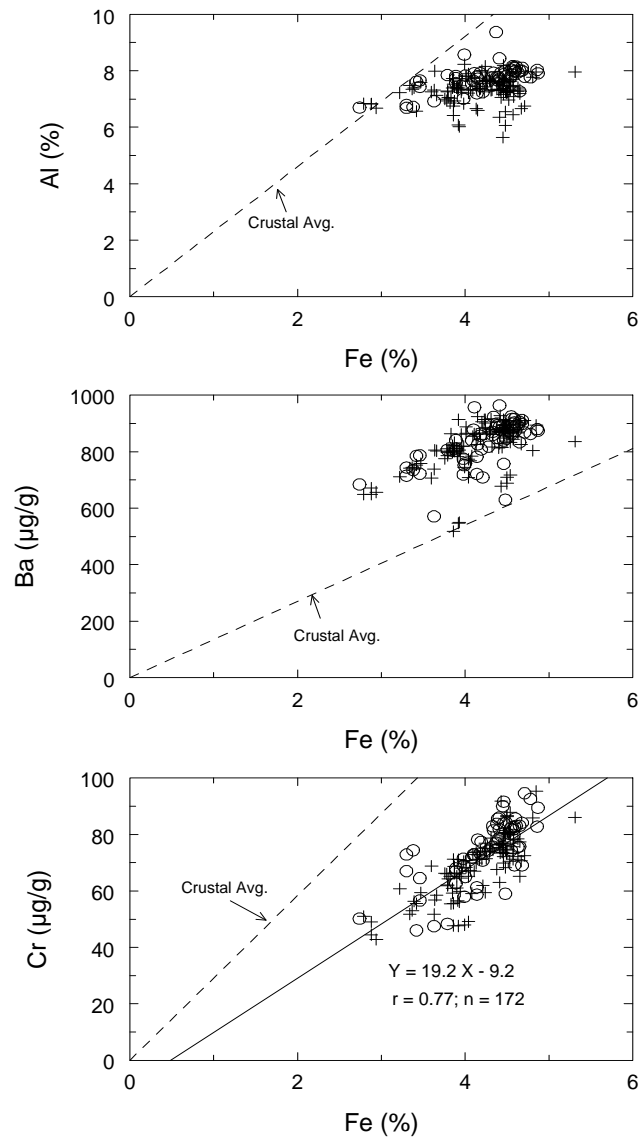 10
8
6
4
2
0
Al (%)
Crustal Avg.
0 2 4 6
Fe (%)
1000
800
600
400
200
0
Ba (µg/g)
Crustal Avg.
0 2 4 6
Fe (%)
100
80
60
40
20
0
Cr (µg/g)
Crustal Avg.
Y = 19.2 X - 9.2
r = 0.77; n = 172
0 2 4 6
Fe (%)